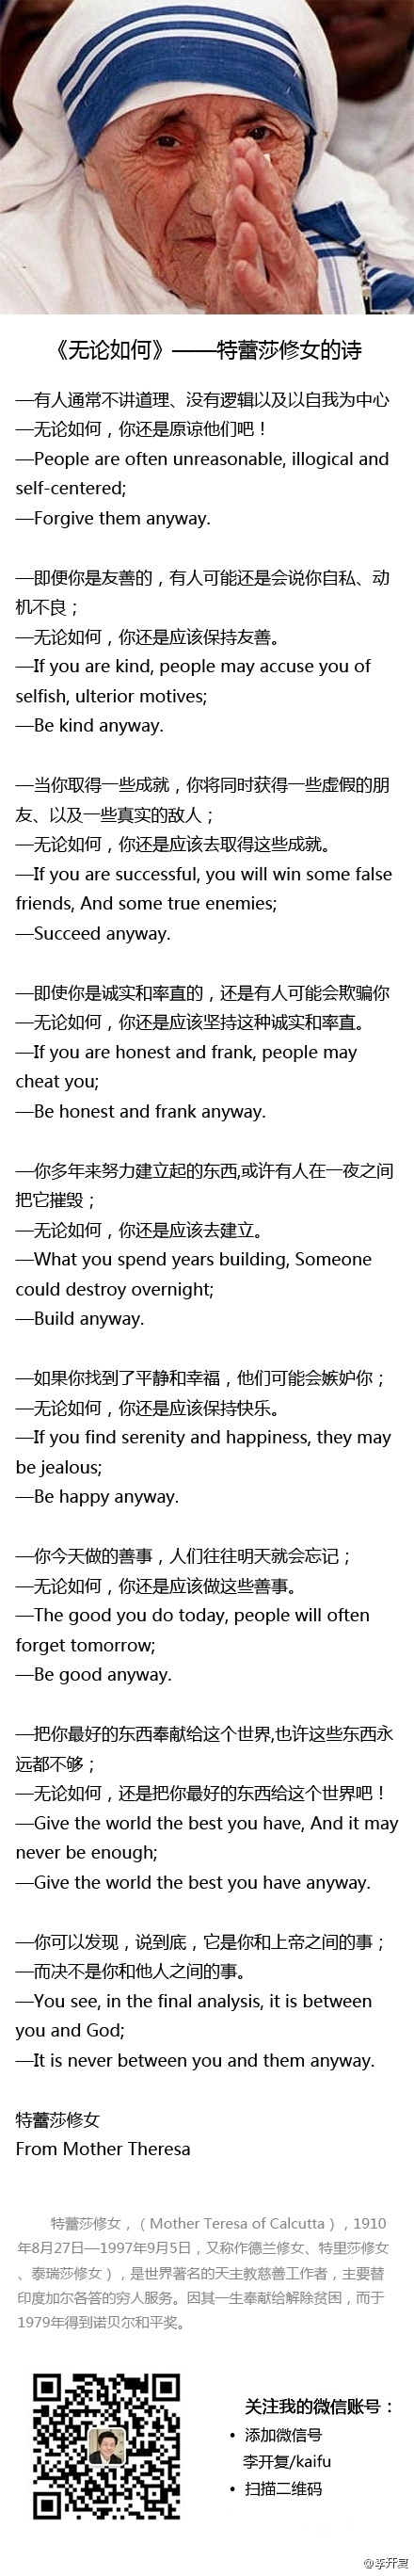 《无论如何》——特蕾莎修女的诗
—有人通常不讲道理、没有逻辑以及以自我为中心
—无论如何，你还是原谅他们吧！
—People are often unreasonable, illogical and
self-centered;
—Forgive them anyway.
—即便你是友善的，有人可能还是会说你自私、动
机不良；
—无论如何，你还是应该保持友善。
—If you are kind, people may accuse you of
selfish, ulterior motives;
—Be kind anyway.
—当你取得一些成就，你将同时获得一些虚假的朋
友、以及一些真实的敌人；
—无论如何，你还是应该去取得这些成就。
—If you are successful, you will win some false
friends, And some true enemies;
—Succeed anyway.
—即使你是诚实和率直的，还是有人可能会欺骗你
—无论如何，你还是应该坚持这种诚实和率直。
—If you are honest and frank, people may
cheat you;
—Be honest and frank anyway.
—你多年来努力建立起的东西,或许有人在一夜之间
把它摧毁；
—无论如何，你还是应该去建立。
—What you spend years building, Someone
could destroy overnight;
—Build anyway.
—如果你找到了平静和幸福，他们可能会嫉妒你；
—无论如何，你还是应该保持快乐。
—If you find serenity and happiness, they may
be jealous;
—Be happy anyway.
—你今天做的善事，人们往往明天就会忘记；
—无论如何，你还是应该做这些善事。
—The good you do today, people will often
forget tomorrow;
—Be good anyway.
—把你最好的东西奉献给这个世界,也许这些东西永
远都不够；
—无论如何，还是把你最好的东西给这个世界吧！
—Give the world the best you have, And it may
never be enough;
—Give the world the best you have anyway.
—你可以发现，说到底，它是你和上帝之间的事；
—而决不是你和他人之间的事。
—You see, in the final analysis, it is between
you and God;
—It is never between you and them anyway.
特蕾莎修女
From Mother Theresa
特蕾莎修女，（Mother Teresa of Calcutta），1910
年8月27日—1997年9月5日，又称作德兰修女、特里莎修女
、泰瑞莎修女），是世界著名的天主教慈善工作者，主要替
印度加尔各答的穷人服务。因其一生奉献给解除贫困，而于
1979年得到诺贝尔和平奖。
关注我的微信账号：
• 添加微信号
李开复/kaifu
• 扫描二维码
@李开复